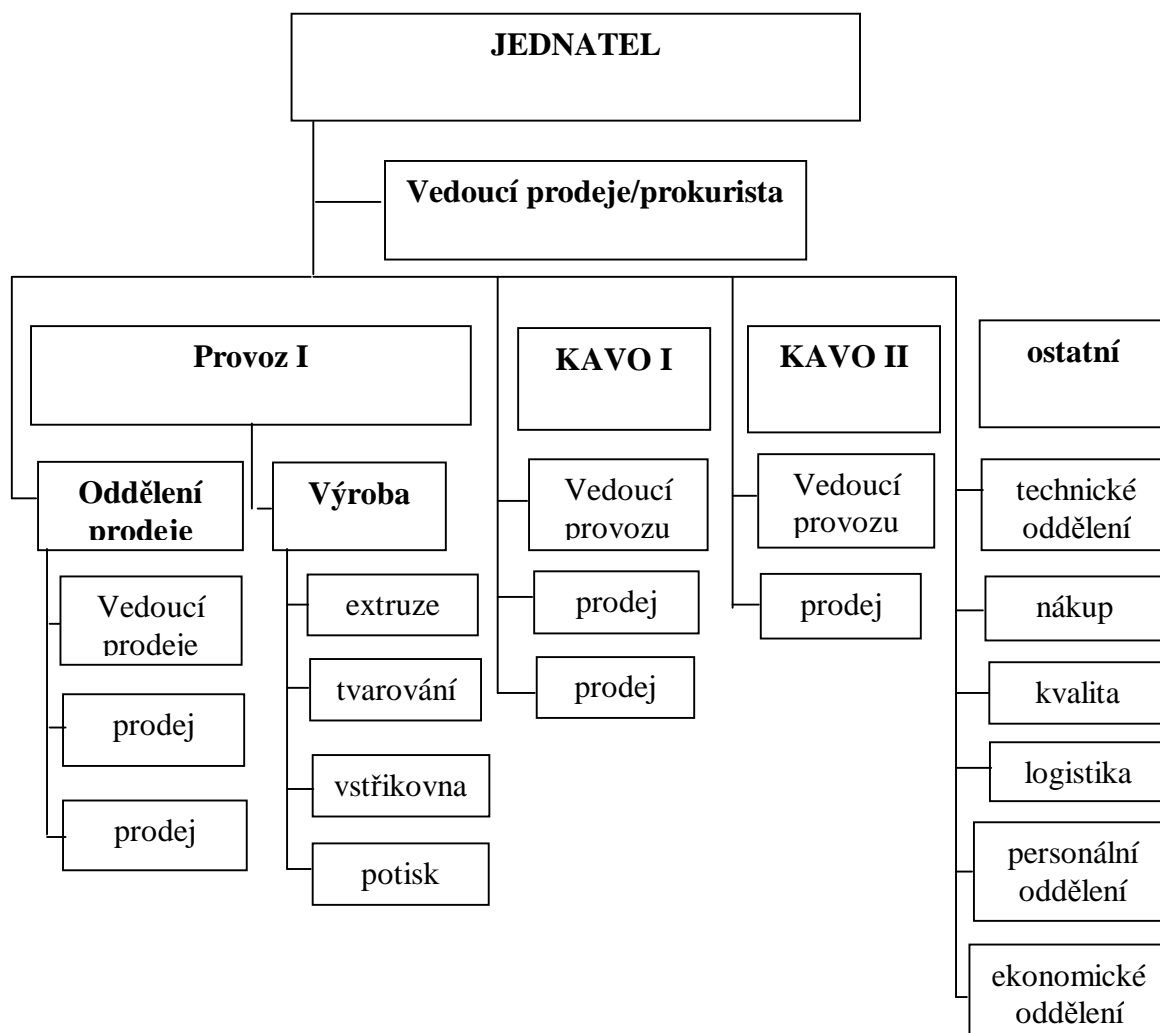 JEDNATEL
Vedoucí prodeje/prokurista
Provoz I
KAVO I
KAVO II
ostatní
Oddělení
prodeje
Výroba
Vedoucí
provozu
Vedoucí
provozu
technické
oddělení
Vedoucí
prodeje
extruze
prodej
prodej
nákup
prodej
tvarování
prodej
kvalita
prodej
vstřikovna
logistika
potisk
personální
oddělení
ekonomické
oddělení